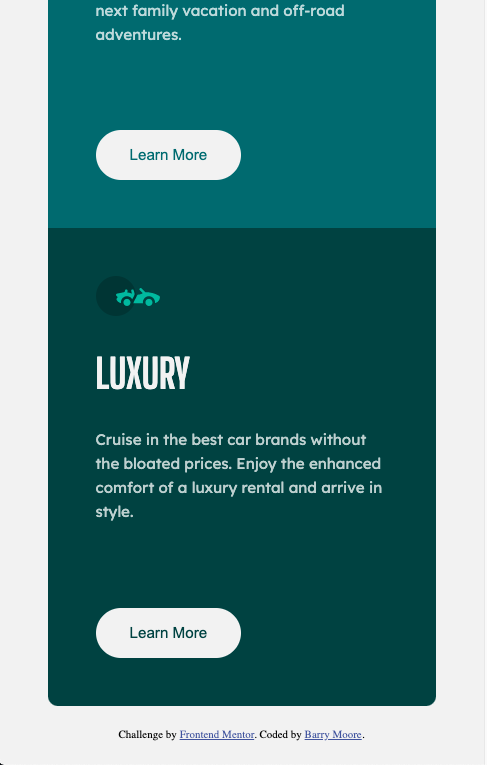 next family vacation and off-road
adventures.
Learn More
LUXURY
Cruise in the best car brands without
the bloated prices. Enjoy the enhanced
comfort of a luxury rental and arrive in
style.
Learn More
Challenge by Frontend Mentor. Coded by Barry Moore.